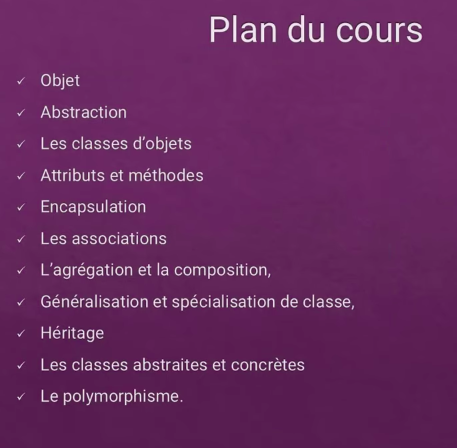 Plan du cours
✓ Objet
✓ Abstraction
✓ Les classes d’objets
✓ Attributs et méthodes
✓ Encapsulation
✓ Les associations
✓ L’agrégation et la composition,
✓ Généralisation et spécialisation de classe,
✓ Héritage
✓ Les classes abstraites et concrètes
✓ Le polymorphisme.